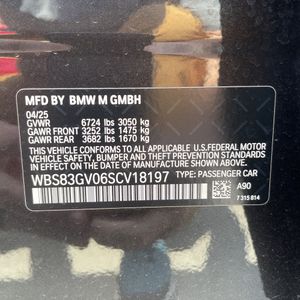 MFD BY BMW M GMBH
04/25
GVWR 6724 lbs 3050 kg
GAWR FRONT 3252 lbs 1475 kg
GAWR REAR 3682 lbs 1670 kg
THIS VEHICLE CONFORMS TO ALL
APPLICABLE U.S.FEDERAL MOTOR
VEHICLE SAFETY, BUMPER, AND THEFT
PREVENTION STANDARDS IN EFFECT ON
THE DATE OF MANUFACTURE SHOWN ABOVE.
WBS83GV06SCV18197 TYPE: PASSENGER CAR
A90
7 315 814